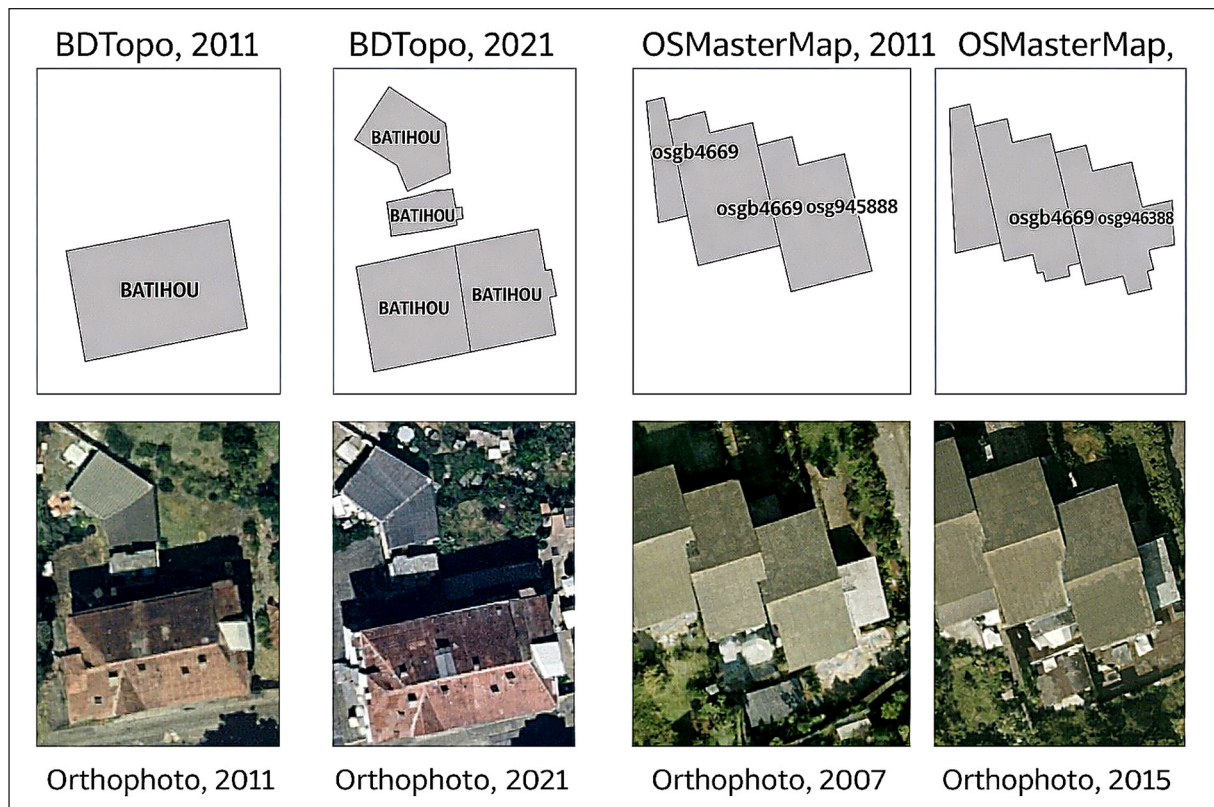 BDTopo, 2011
BDTopo, 2021
OSMasterMap, 2011
OSMasterMap,
BATIHOU
BATIHOU
BATIHOU
BATIHOU
BATIHOU
osgb4669
osgb4669
osg945888
osgb4669
osg946388
Orthophoto, 2011
Orthophoto, 2021
Orthophoto, 2007
Orthophoto, 2015